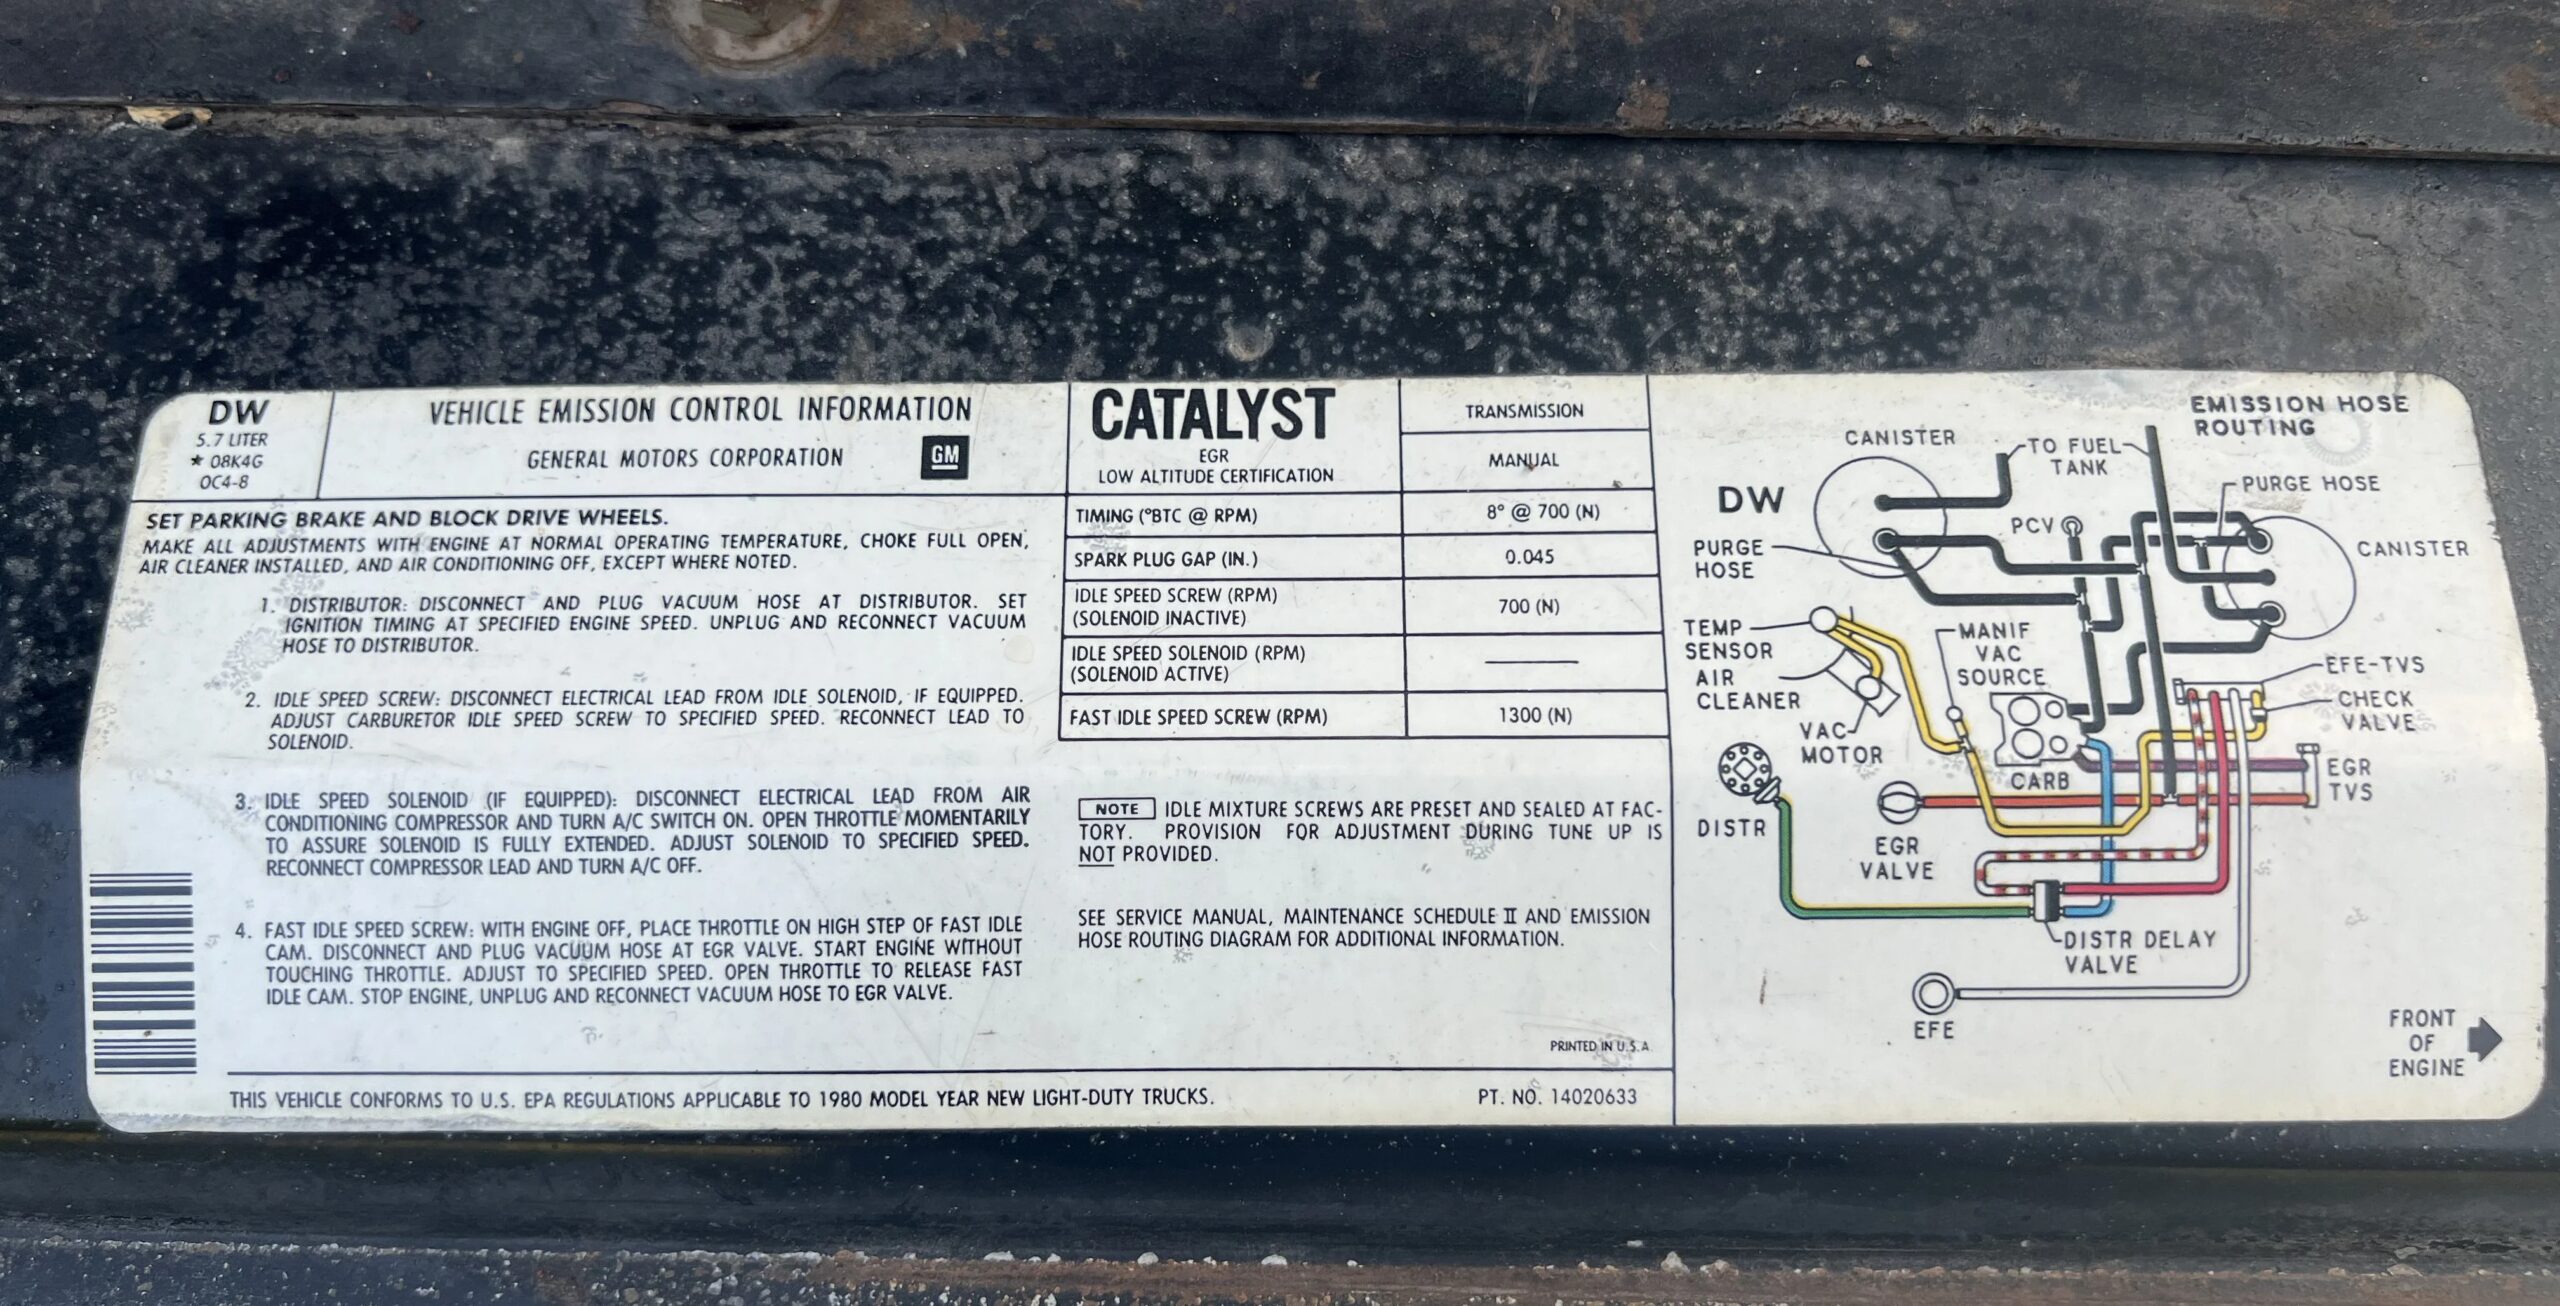 DW
5.7 LITER
★ 08K4G
0C4-8
VEHICLE EMISSION CONTROL INFORMATION
GENERAL MOTORS CORPORATION
GM
SET PARKING BRAKE AND BLOCK DRIVE WHEELS.
MAKE ALL ADJUSTMENTS WITH ENGINE AT NORMAL OPERATING TEMPERATURE, CHOKE FULL OPEN,
AIR CLEANER INSTALLED, AND AIR CONDITIONING OFF, EXCEPT WHERE NOTED.
1. DISTRIBUTOR: DISCONNECT AND PLUG VACUUM HOSE AT DISTRIBUTOR. SET
IGNITION TIMING AT SPECIFIED ENGINE SPEED. UNPLUG AND RECONNECT VACUUM
HOSE TO DISTRIBUTOR.
2. IDLE SPEED SCREW: DISCONNECT ELECTRICAL LEAD FROM IDLE SOLENOID, IF EQUIPPED.
ADJUST CARBURETOR IDLE SPEED SCREW TO SPECIFIED SPEED. RECONNECT LEAD TO
SOLENOID.
3. IDLE SPEED SOLENOID (IF EQUIPPED): DISCONNECT ELECTRICAL LEAD FROM AIR
CONDITIONING COMPRESSOR AND TURN A/C SWITCH ON. OPEN THROTTLE MOMENTARILY
TO ASSURE SOLENOID IS FULLY EXTENDED. ADJUST SOLENOID TO SPECIFIED SPEED.
RECONNECT COMPRESSOR LEAD AND TURN A/C OFF.
4. FAST IDLE SPEED SCREW: WITH ENGINE OFF, PLACE THROTTLE ON HIGH STEP OF FAST IDLE
CAM. DISCONNECT AND PLUG VACUUM HOSE AT EGR VALVE. START ENGINE WITHOUT
TOUCHING THROTTLE. ADJUST TO SPECIFIED SPEED. OPEN THROTTLE TO RELEASE FAST
IDLE CAM. STOP ENGINE, UNPLUG AND RECONNECT VACUUM HOSE TO EGR VALVE.
CATALYST
EGR
LOW ALTITUDE CERTIFICATION
TRANSMISSION
MANUAL
TIMING (°BTC @ RPM)
8° @ 700 (N)
SPARK PLUG GAP (IN.)
0.045
IDLE SPEED SCREW (RPM)
(SOLENOID INACTIVE)
700 (N)
IDLE SPEED SOLENOID (RPM)
(SOLENOID ACTIVE)
———
FAST IDLE SPEED SCREW (RPM)
1300 (N)
NOTE IDLE MIXTURE SCREWS ARE PRESET AND SEALED AT FAC-
TORY. PROVISION FOR ADJUSTMENT DURING TUNE UP IS
NOT PROVIDED.
SEE SERVICE MANUAL, MAINTENANCE SCHEDULE II AND EMISSION
HOSE ROUTING DIAGRAM FOR ADDITIONAL INFORMATION.
PRINTED IN U.S.A
THIS VEHICLE CONFORMS TO U.S. EPA REGULATIONS APPLICABLE TO 1980 MODEL YEAR NEW LIGHT-DUTY TRUCKS.
PT. NO. 14020633
EMISSION HOSE
ROUTING
CANISTER
TO FUEL
TANK
PURGE HOSE
DW
PCV
CANISTER
PURGE
HOSE
TEMP
SENSOR
AIR
CLEANER
VAC
MOTOR
MANIF
VAC
SOURCE
EFE-TVS
CHECK
VALVE
CARB
EGR
TVS
DISTR
EGR
VALVE
DISTR DELAY
VALVE
EFE
FRONT
OF
ENGINE